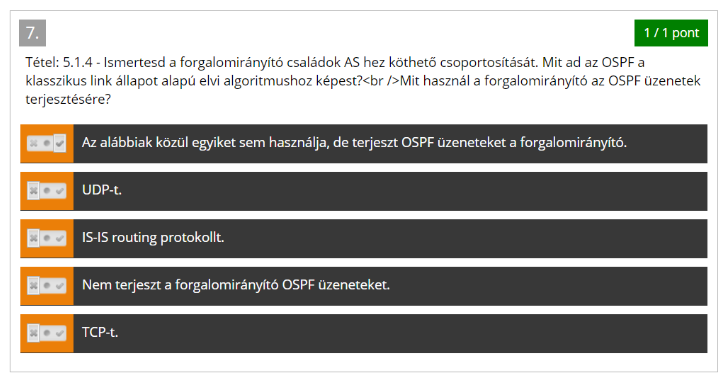 7.
1 / 1 pont
Tétel: 5.1.4 - Ismertesd a forgalomirányító családok AS hez köthető csoportosítását. Mit ad az OSPF a
klasszikus link állapot alapú elvi algoritmushoz képest?<br />Mit használ a forgalomirányító az OSPF üzenetek
terjesztésére?
Az alábbiak közül egyiket sem használja, de terjeszt OSPF üzeneteket a forgalomirányító.
UDP-t.
IS-IS routing protokollt.
Nem terjeszt a forgalomirányító OSPF üzeneteket.
TCP-t.